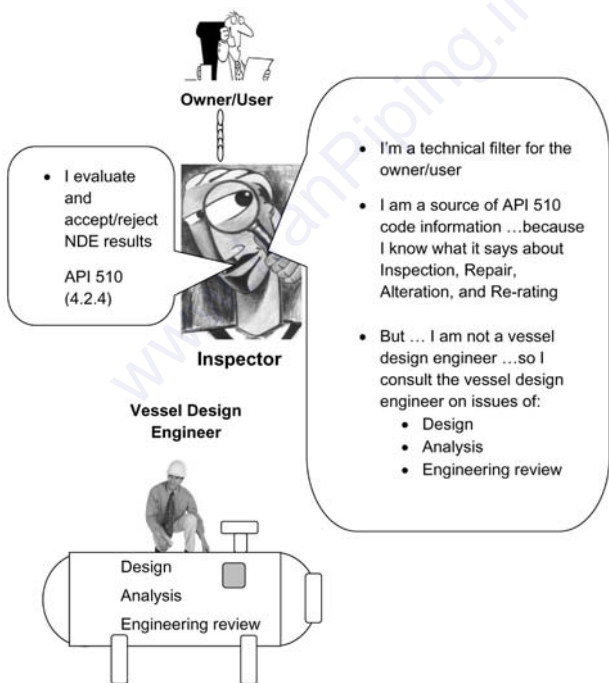 Owner/User
• I evaluate
and
accept/reject
NDE results
API 510
(4.2.4)
Inspector
• I'm a technical filter for the
owner/user
• I am a source of API 510
code information …because
I know what it says about
Inspection, Repair,
Alteration, and Re-rating
• But … I am not a vessel
design engineer …so I
consult the vessel design
engineer on issues of:
• Design
• Analysis
• Engineering review
Vessel Design
Engineer
Design
Analysis
Engineering review